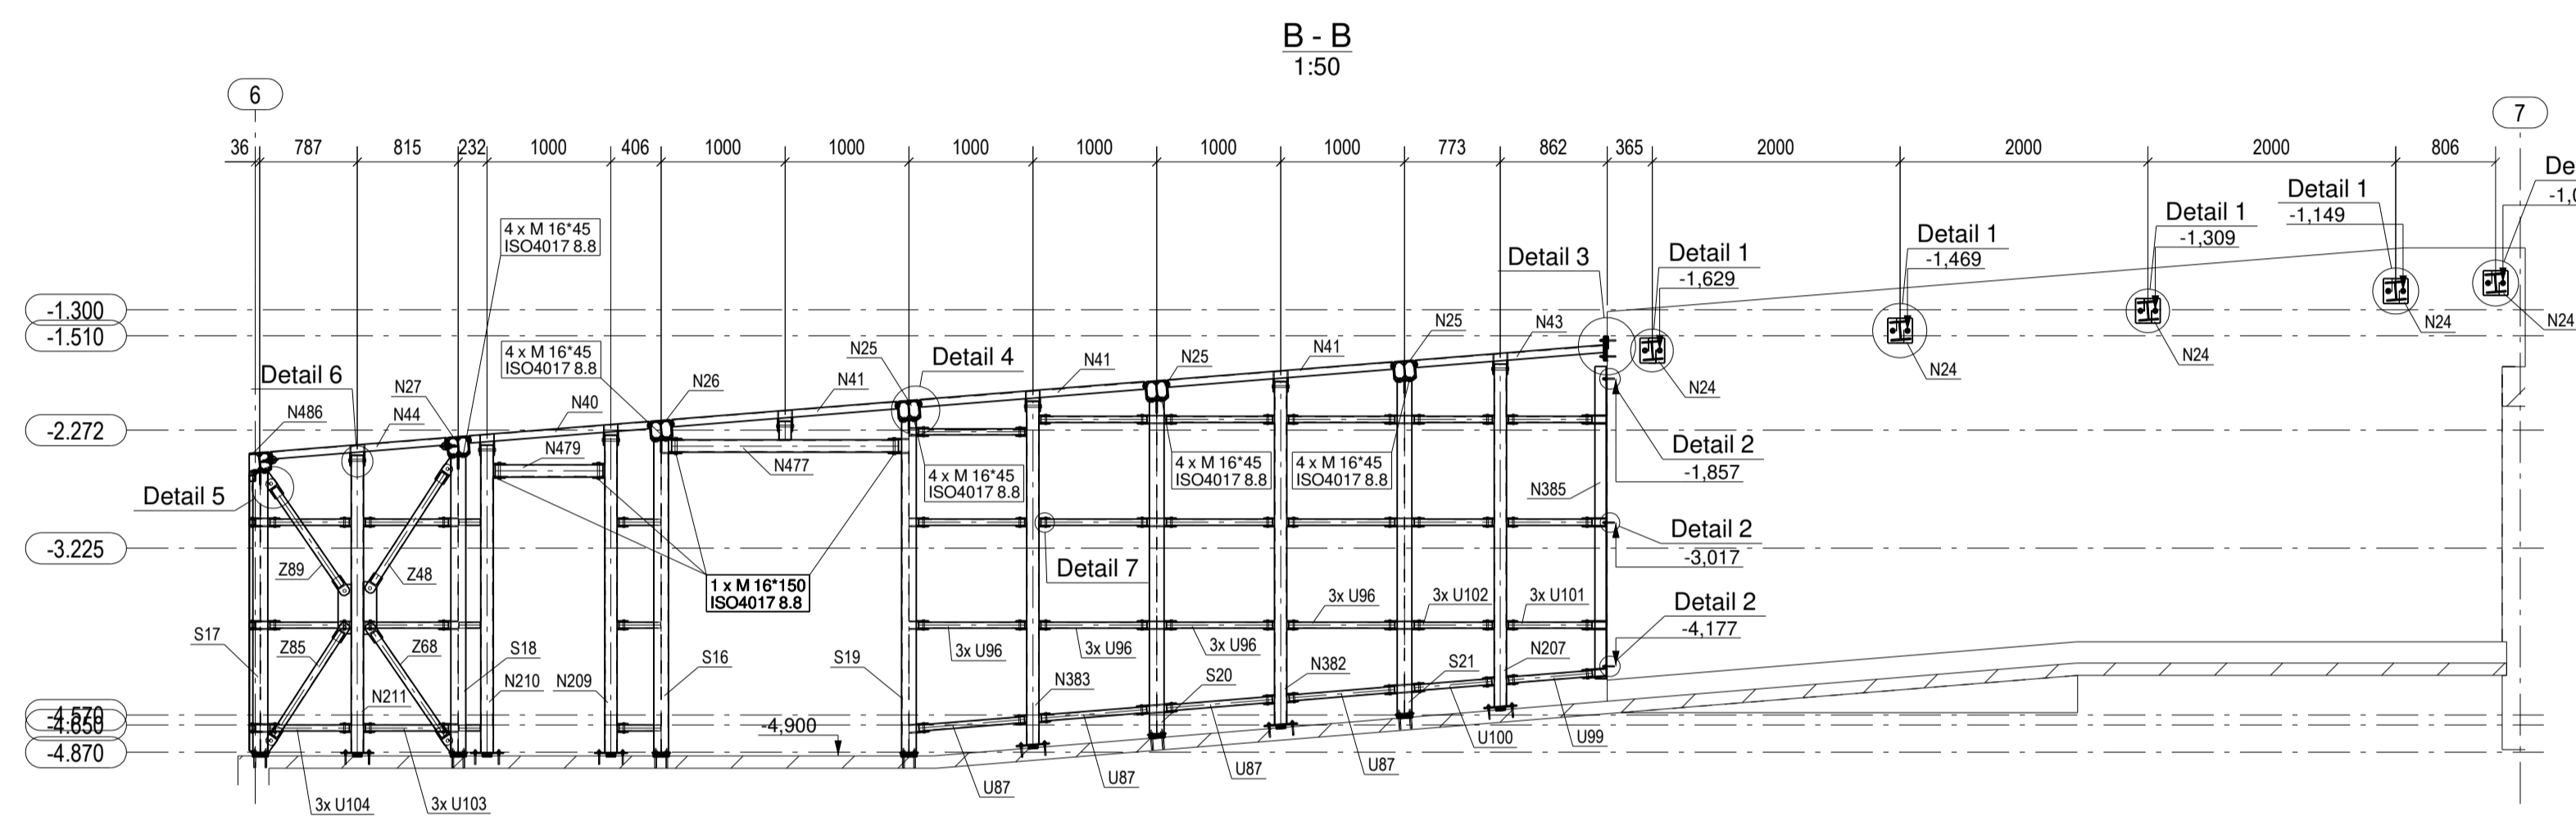 B - B
1:50
6
7
36
787
815
232
1000
406
1000
1000
1000
1000
1000
1000
773
862
365
2000
2000
2000
806
4 x M 16*45
ISO4017 8.8
Detail 3
Detail 1
-1,629
Detail 1
-1,469
Detail 1
-1,309
Detail 1
-1,149
-1.300
-1.510
-2.272
-3.225
-4.570
-4.650
-4.870
Detail 6
N27
N486
N44
N40
4 x M 16*45
ISO4017 8.8
N26
N41
N25
Detail 4
N41
N25
N41
N25
N43
N24
N24
N24
N24
N24
Detail 5
N479
N477
4 x M 16*45
ISO4017 8.8
4 x M 16*45
ISO4017 8.8
4 x M 16*45
ISO4017 8.8
N385
Detail 2
-1,857
Detail 2
-3,017
Detail 2
-4,177
Z89
Z48
1 x M 16*150
ISO4017 8.8
Detail 7
3x U96
3x U102
3x U101
S17
Z85
Z68
S18
S16
S19
3x U96
3x U96
3x U96
N382
S21
N207
N211
N210
N209
N383
S20
-4,900
U100
U99
U87
U87
U87
U87
3x U104
3x U103